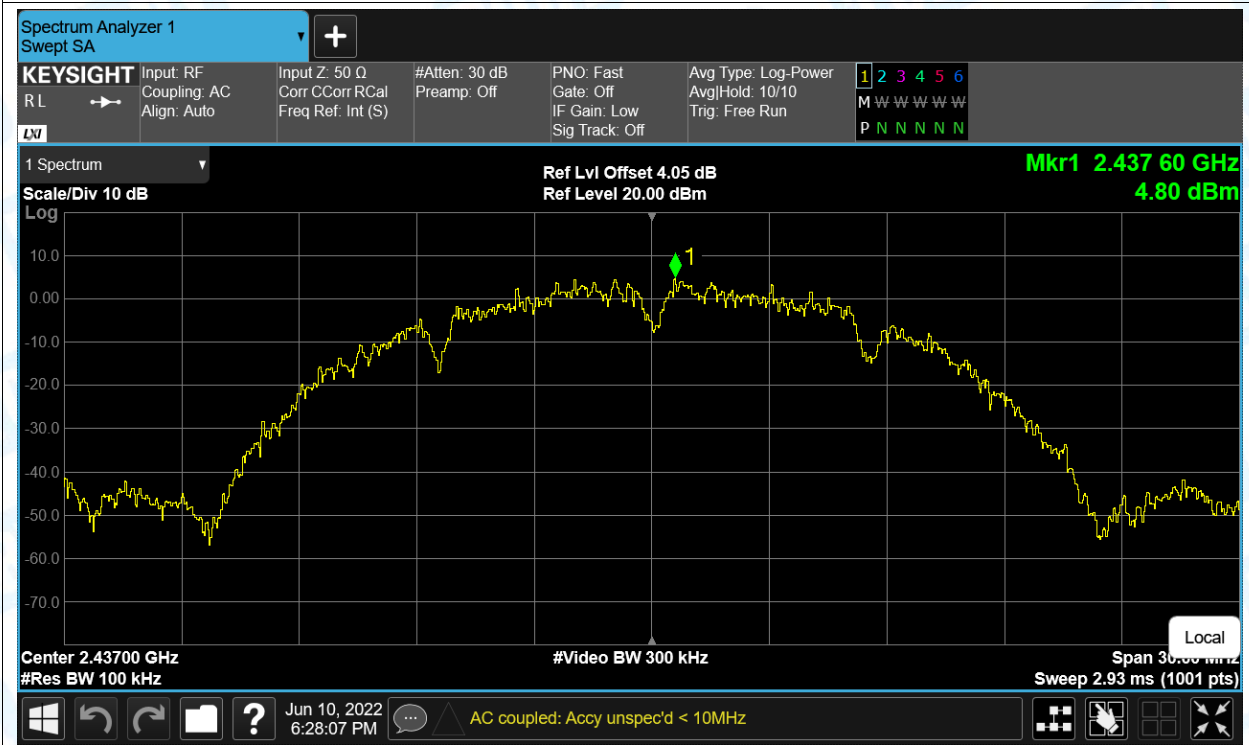 Spectrum Analyzer 1
Swept SA
KEYSIGHT
R L
LXI
Input: RF
Coupling: AC
Align: Auto
Input Z: 50 Ω
Corr CCorr RCal
Freq Ref: Int (S)
#Atten: 30 dB
Preamp: Off
PNO: Fast
Gate: Off
IF Gain: Low
Sig Track: Off
Avg Type: Log-Power
Avg|Hold: 10/10
Trig: Free Run
1 2 3 4 5 6
M W W W W W
P N N N N N
1 Spectrum
Scale/Div 10 dB
Log
Ref Lvl Offset 4.05 dB
Ref Level 20.00 dBm
Mkr1 2.437 60 GHz
4.80 dBm
1
10.0
0.00
-10.0
-20.0
-30.0
-40.0
-50.0
-60.0
-70.0
Local
Center 2.43700 GHz
#Video BW 300 kHz
Span 30.00 MHz
#Res BW 100 kHz
Sweep 2.93 ms (1001 pts)
?
Jun 10, 2022
6:28:07 PM
AC coupled: Accy unspec'd < 10MHz